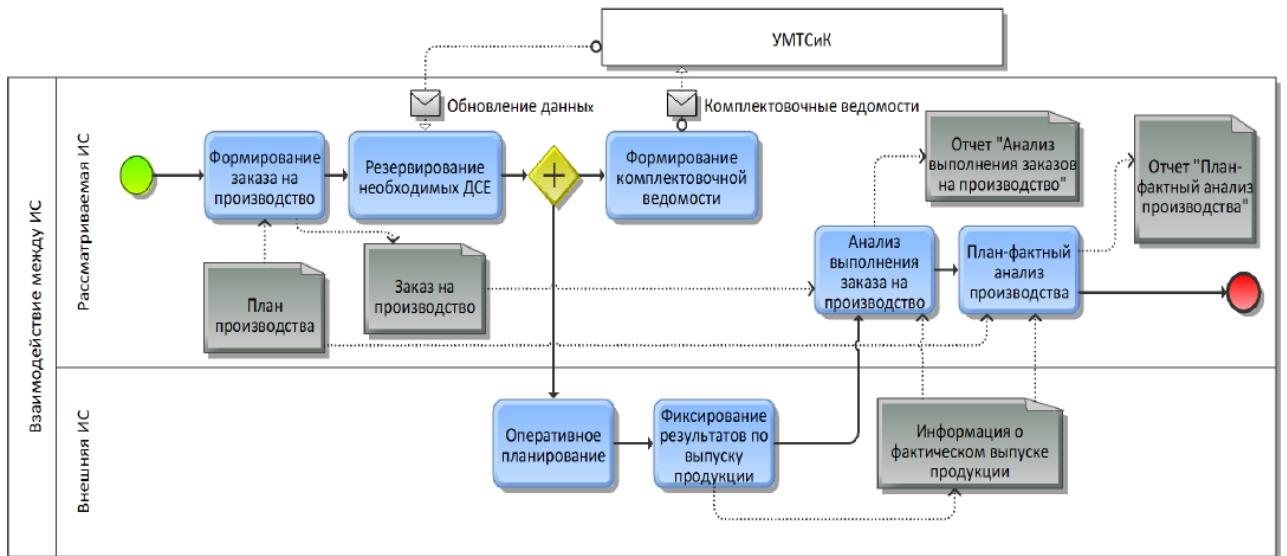 УМТСиК
Обновление данных
Комплектовочные ведомости
Взаимодействие между ИС
Рассматриваемая ИС
Формирование
заказа на
производство
Резервирование
необходимых ДСЕ
Формирование
комплектовочной
ведомости
Отчет "Анализ
выполнения заказов
на производство"
Отчет "План-
фактный анализ
производства"
План
производства
Заказ на
производство
Анализ
выполнения
заказа на
производство
План-фактный
анализ
производства
Внешняя ИС
Оперативное
планирование
Фиксирование
результатов по
выпуску
продукции
Информация о
фактическом выпуске
продукции